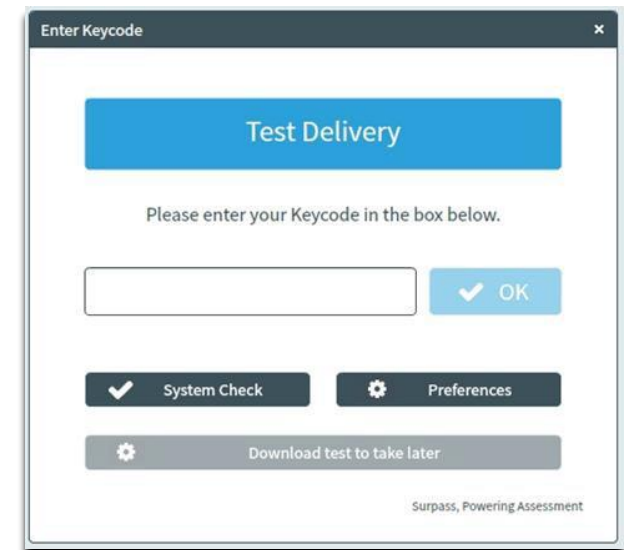 Enter Keycode ×
Test Delivery
Please enter your Keycode in the box below.
OK
System Check Preferences
Download test to take later
Surpass, Powering Assessment